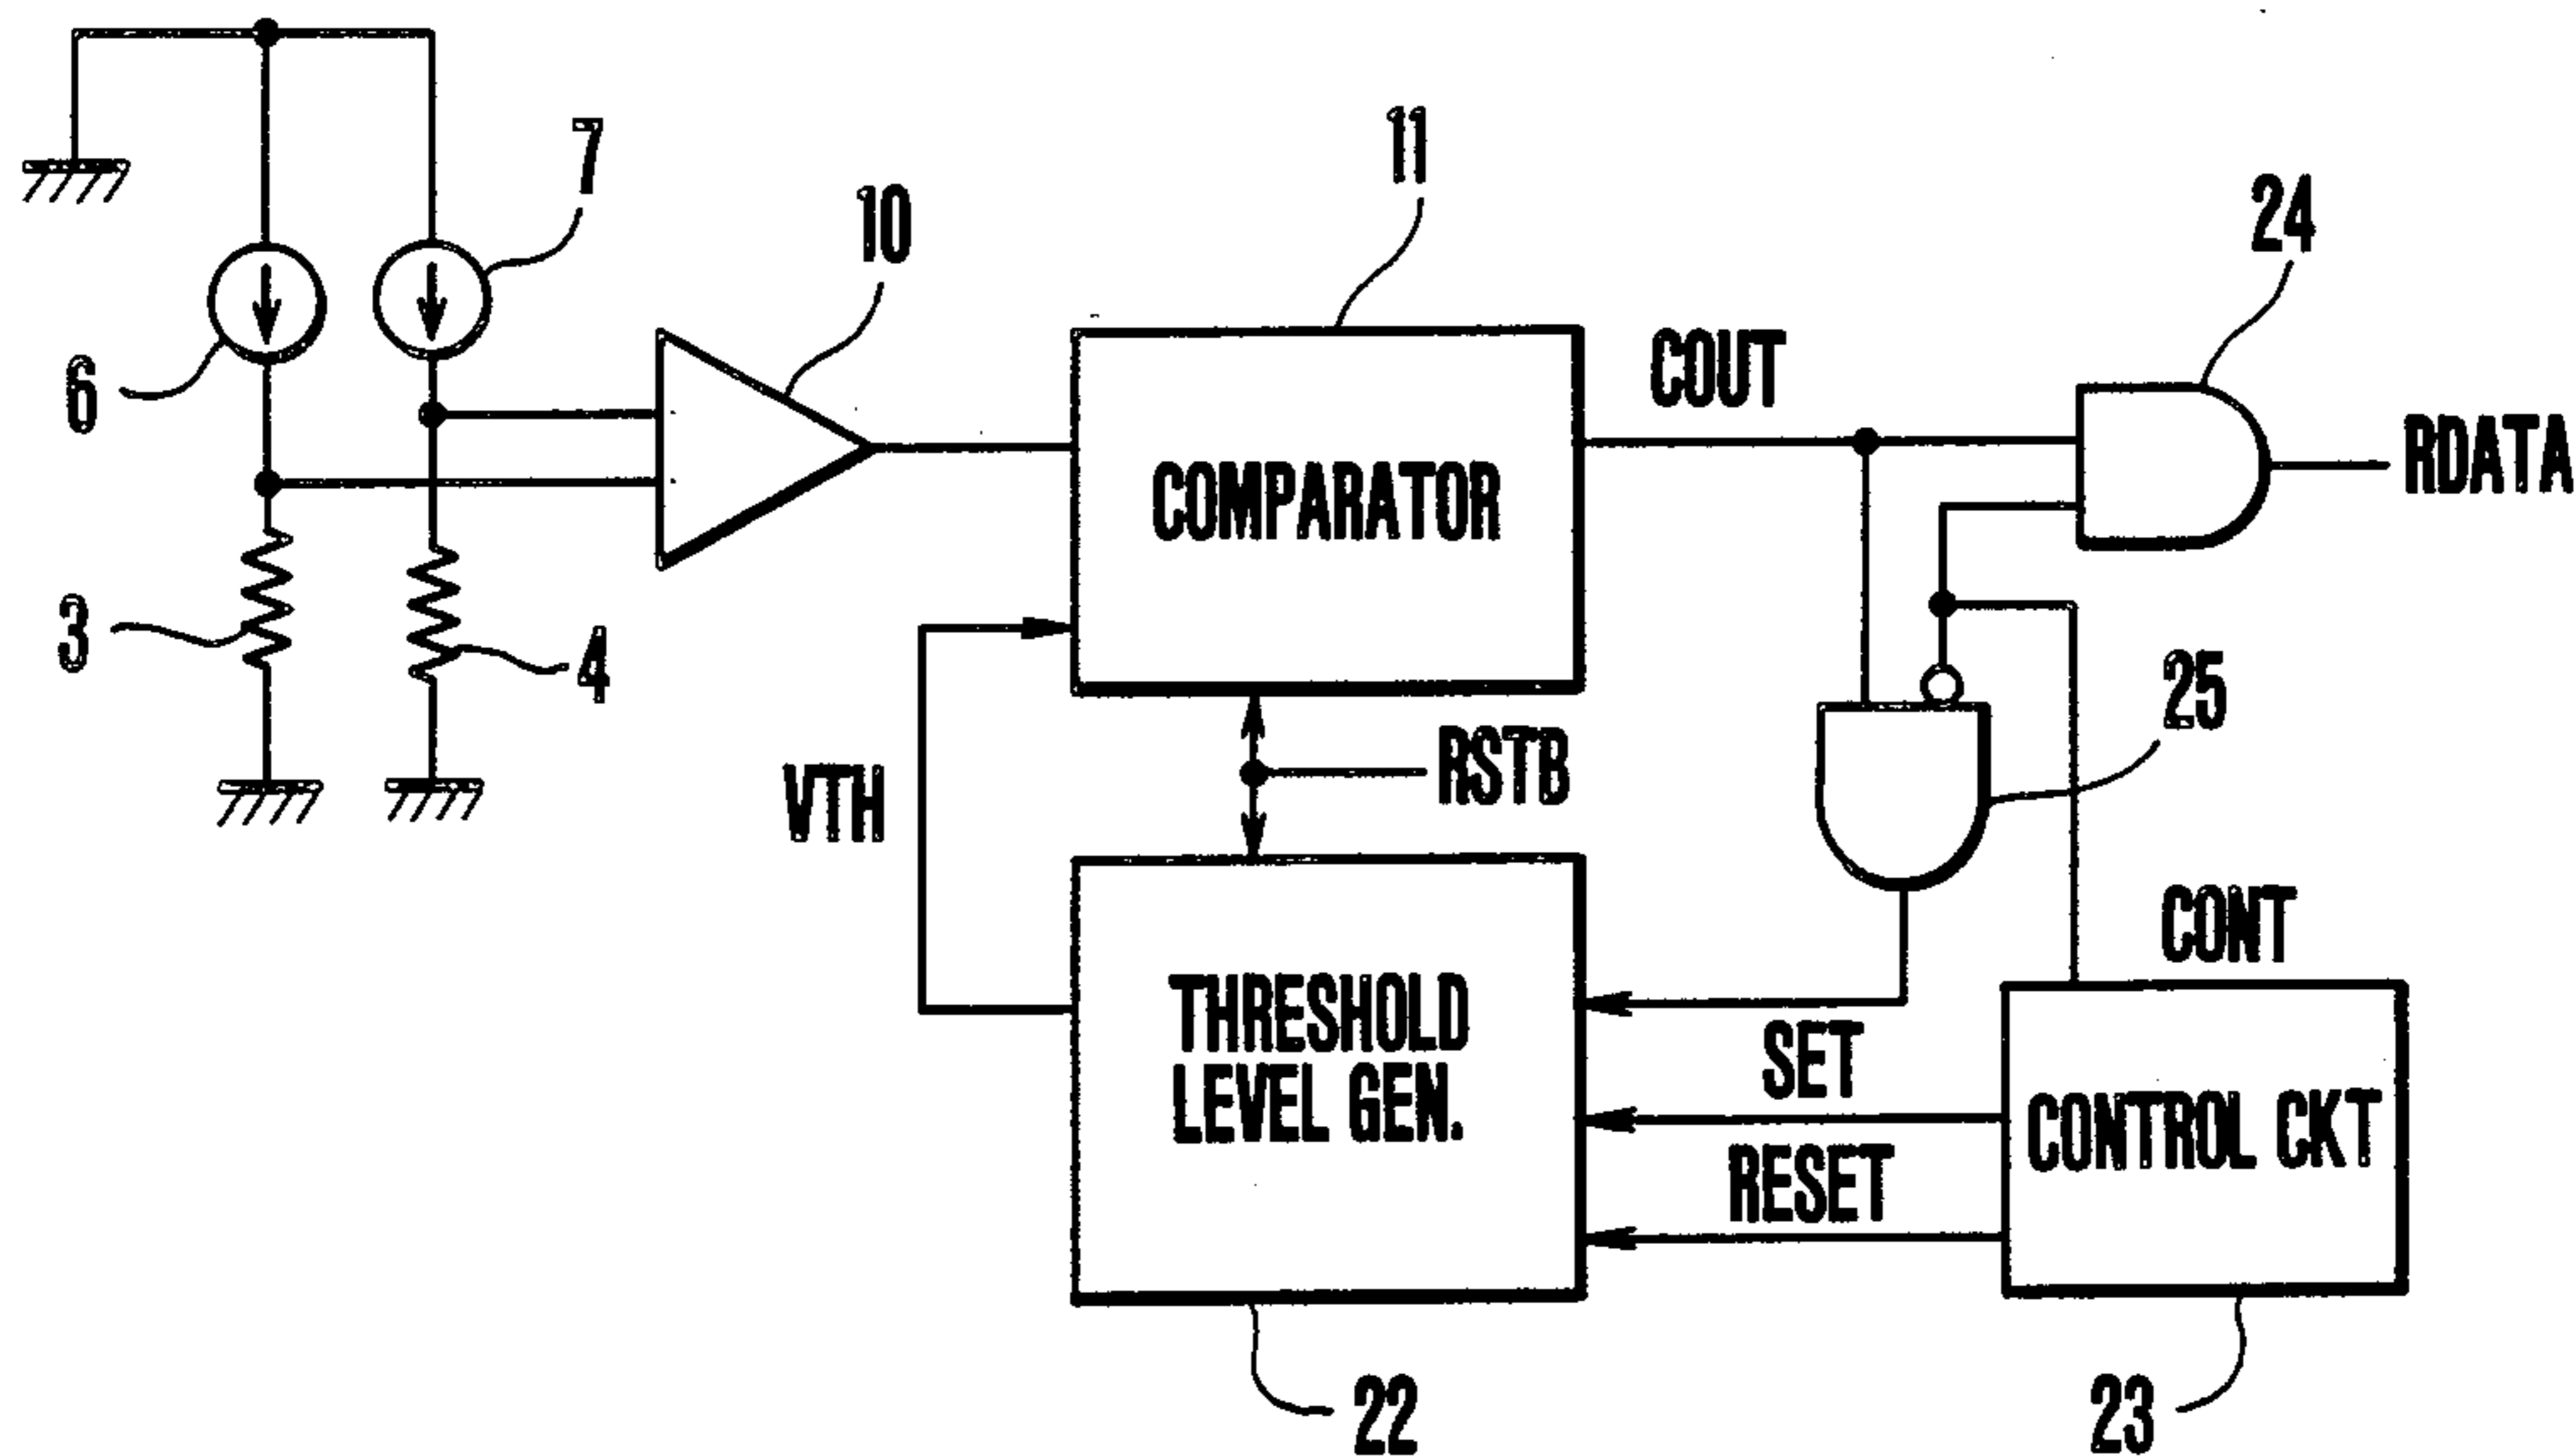 7
10
11
24
6
COUT
RDATA
COMPARATOR
3
4
25
VTH
RSTB
CONT
THRESHOLD
LEVEL GEN.
SET
RESET
CONTROL CKT
22
23